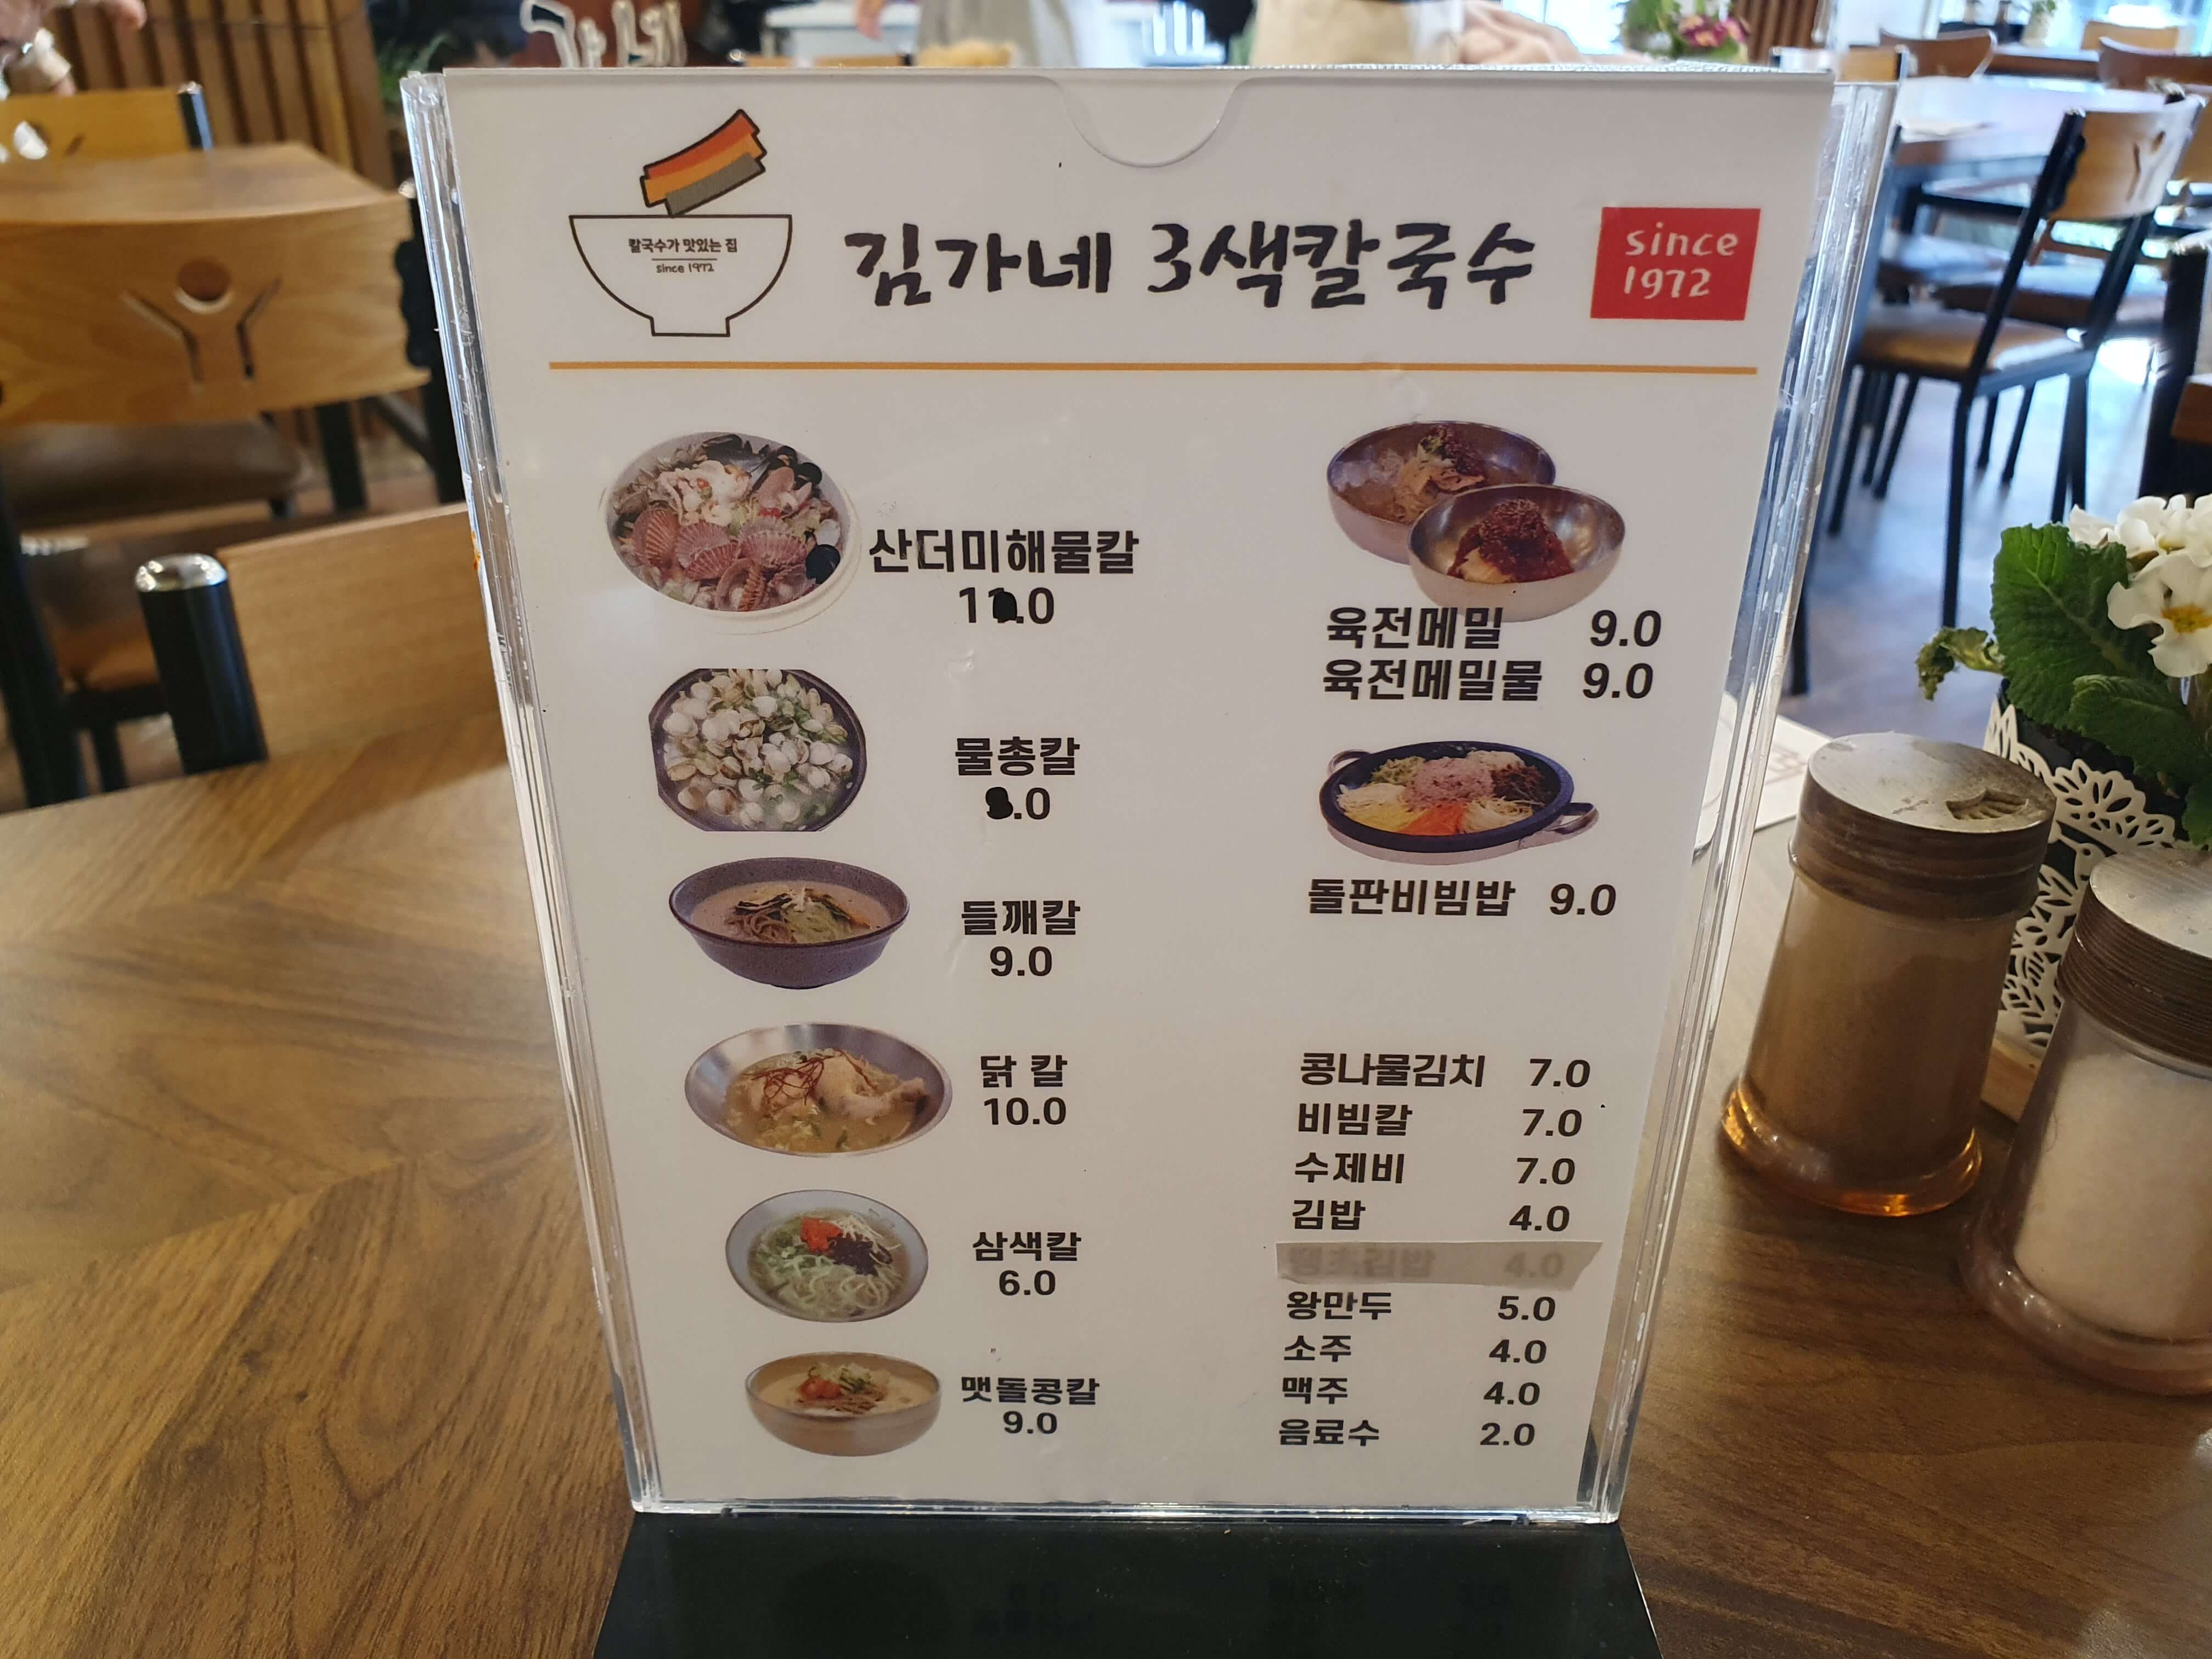 칼국수가 맛있는 집
since 1972
김가네 3색칼국수
since
1972
산더미해물칼
물총칼
들깨칼
9.0
닭 칼
10.0
삼색칼
6.0
맷돌콩칼
9.0
육전메밀 9.0
육전메밀물 9.0
돌판비빔밥 9.0
콩나물김치 7.0
비빔칼 7.0
수제비 7.0
김밥 4.0
김밥 4.0
왕만두 5.0
소주 4.0
맥주 4.0
음료수 2.0